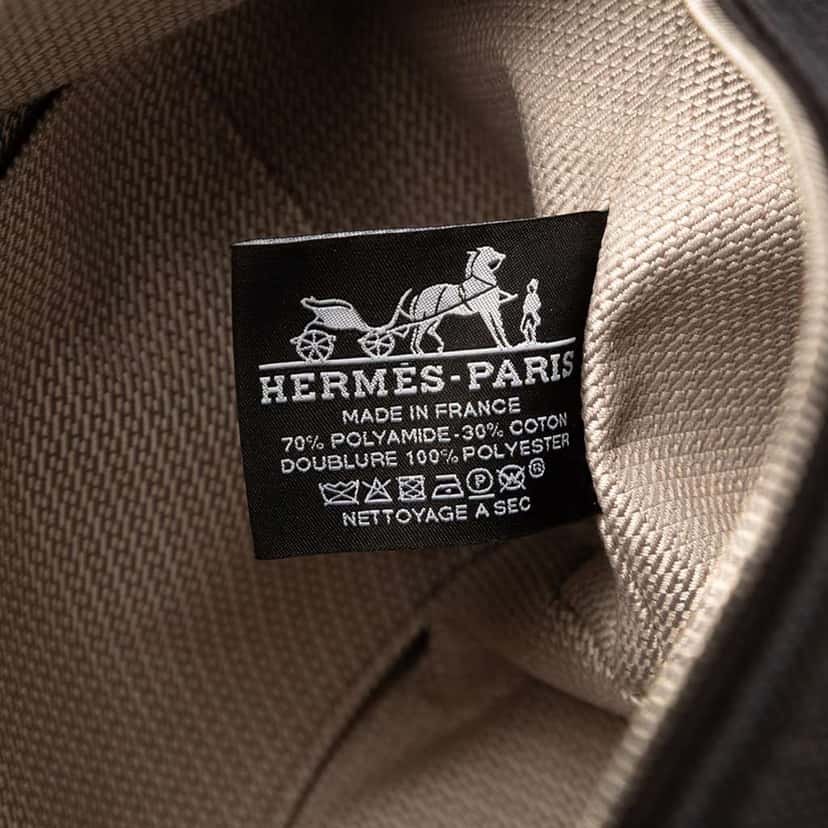 HERMÈS-PARIS
MADE IN FRANCE
70% POLYAMIDE - 30% COTON
DOUBLURE 100% POLYESTER
P W ®
NETTOYAGE A SEC